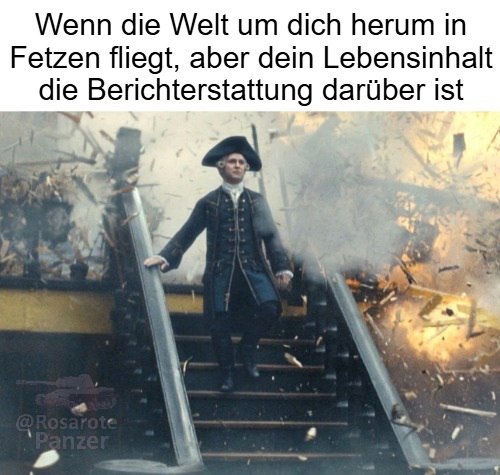 Wenn die Welt um dich herum in
Fetzen fliegt, aber dein Lebensinhalt
die Berichterstattung darüber ist
@Rosarote
Panzer